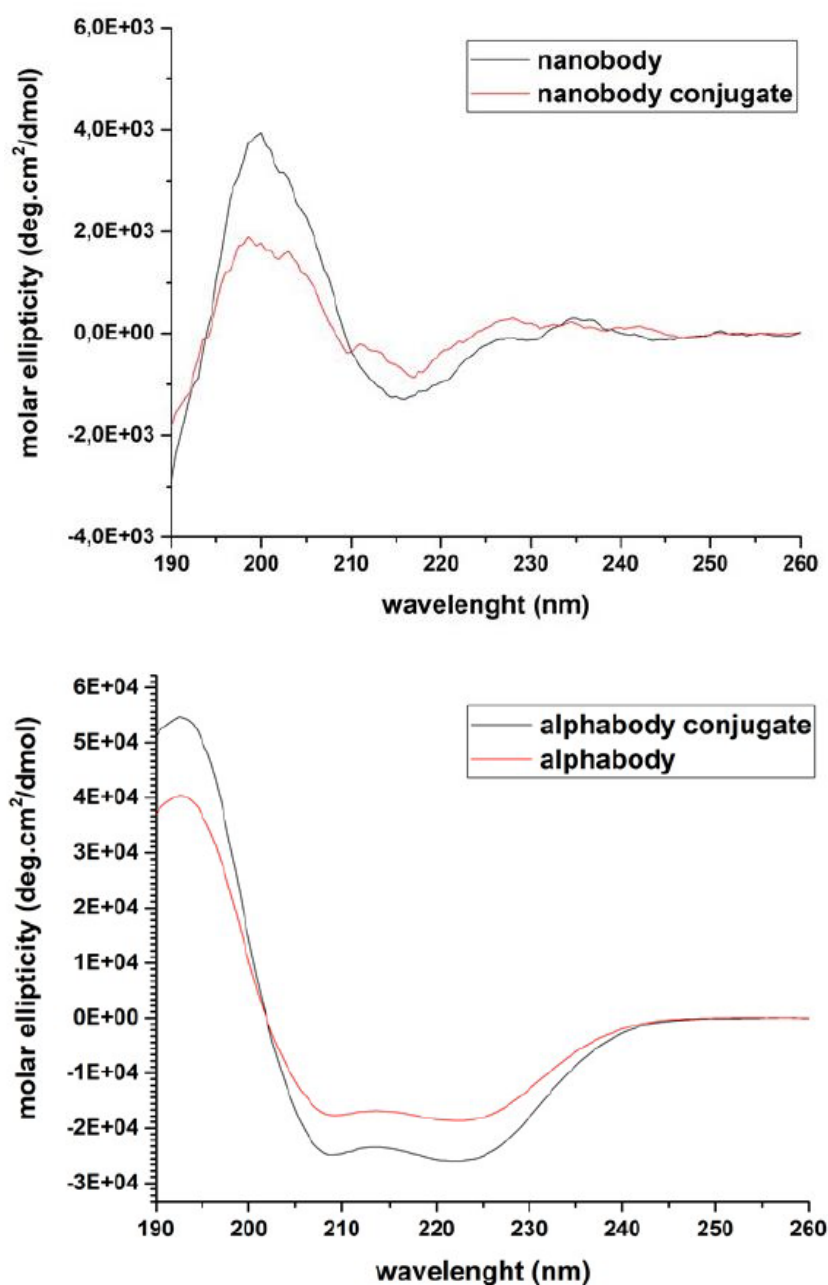 6,0E+03
nanobody
nanobody conjugate
4,0E+03
2,0E+03
0,0E+00
-2,0E+03
-4,0E+03
molar ellipticity (deg.cm²/dmol)
190 200 210 220 230 240 250 260
wavelenght (nm)
6E+04
alphabody conjugate
alphabody
5E+04
4E+04
3E+04
2E+04
1E+04
0E+00
-1E+04
-2E+04
-3E+04
molar ellipticity (deg.cm²/dmol)
190 200 210 220 230 240 250 260
wavelenght (nm)